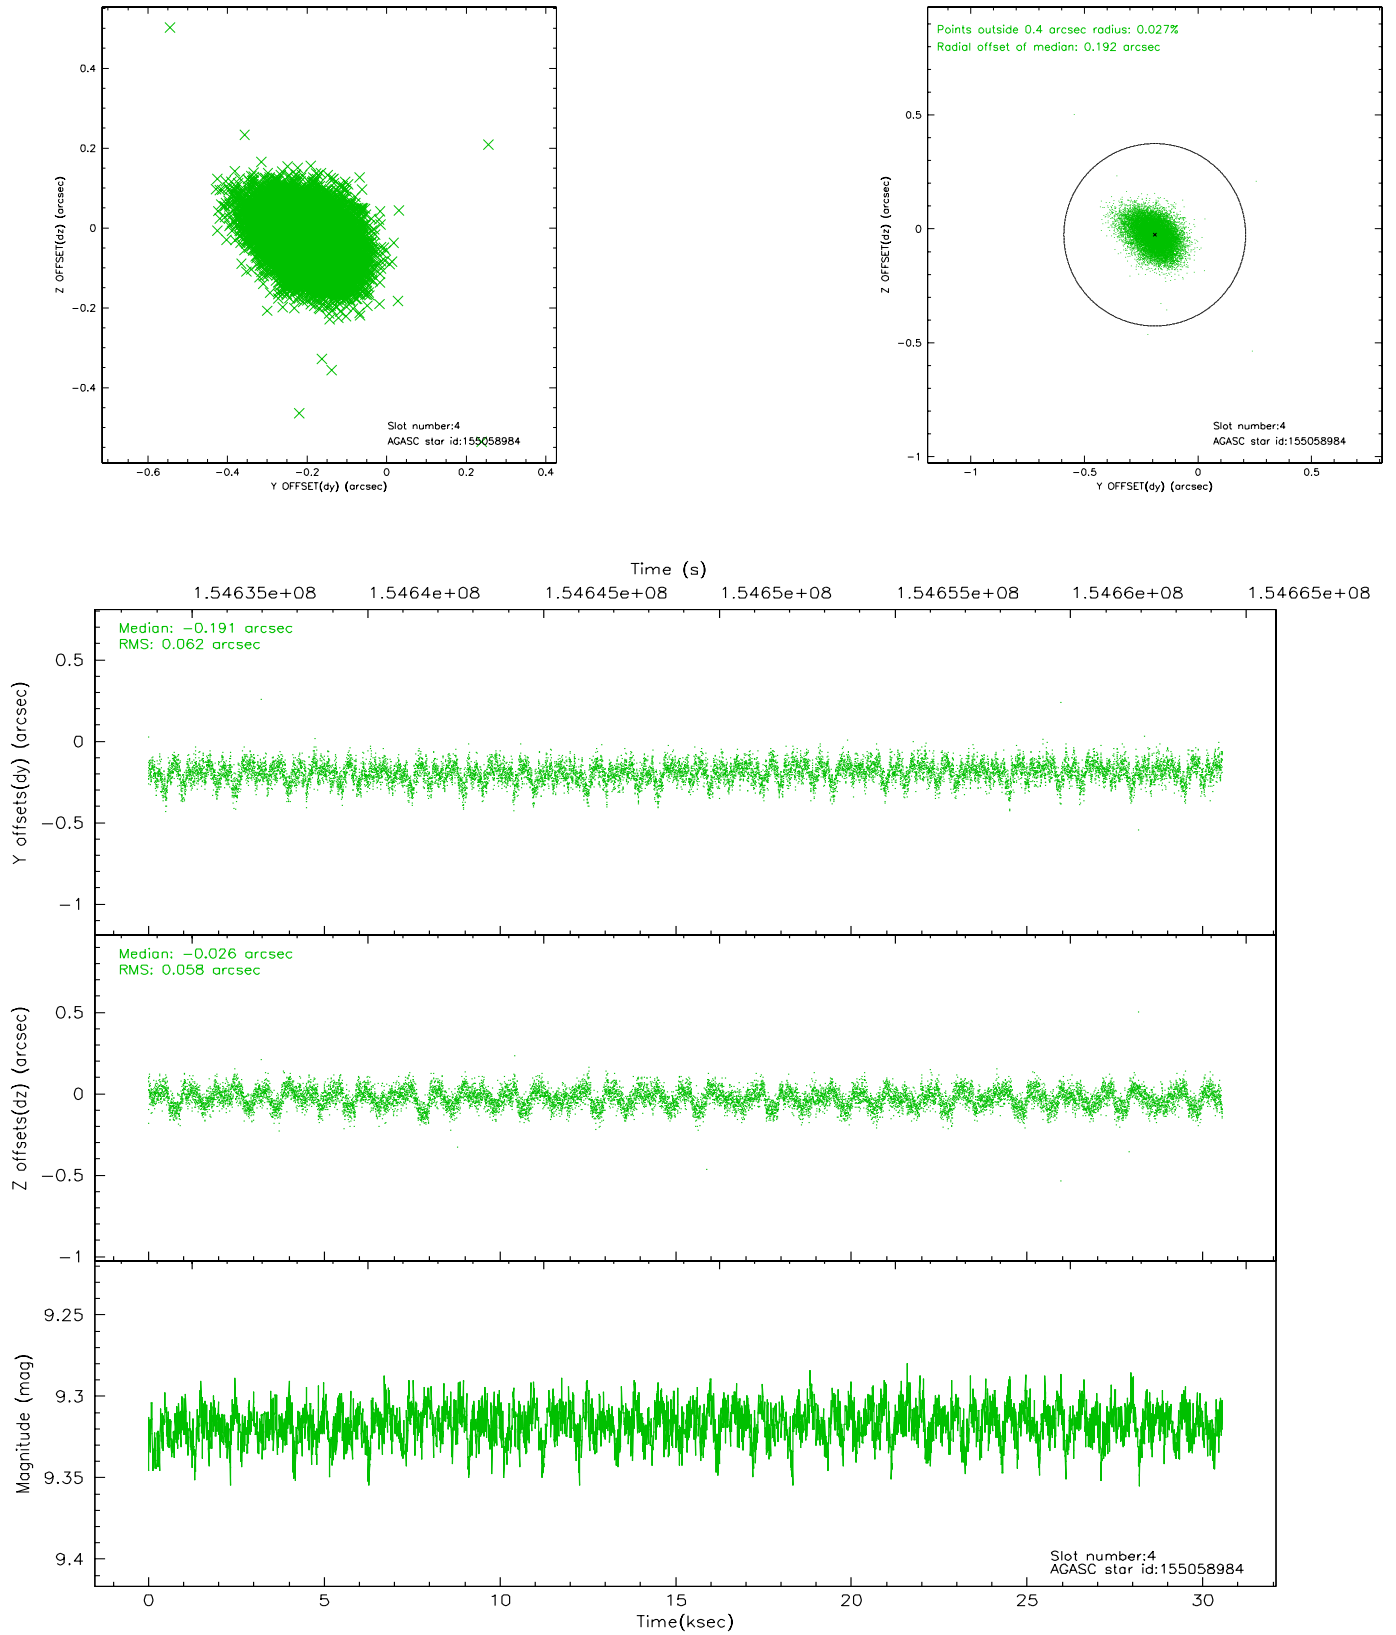 0.4
0.2
0
−0.2
−0.4
Z OFFSET(dz) (arcsec)
Slot number:4
AGASC star id:155058984
−0.6
−0.4
−0.2
0
0.2
0.4
Y OFFSET(dy) (arcsec)
Points outside 0.4 arcsec radius: 0.027%
Radial offset of median: 0.192 arcsec
0.5
0
−0.5
−1
Z OFFSET(dz) (arcsec)
Slot number:4
AGASC star id:155058984
−1
−0.5
0
0.5
Y OFFSET(dy) (arcsec)
Time (s)
1.54635e+08
1.5464e+08
1.54645e+08
1.5465e+08
1.54655e+08
1.5466e+08
1.54665e+08
Median: −0.191 arcsec
RMS: 0.062 arcsec
0.5
0
−0.5
−1
Y offsets(dy) (arcsec)
Median: −0.026 arcsec
RMS: 0.058 arcsec
0.5
0
−0.5
−1
Z offsets(dz) (arcsec)
9.25
9.3
9.35
9.4
Magnitude (mag)
Slot number:4
AGASC star id:155058984
0
5
10
15
20
25
30
Time(ksec)